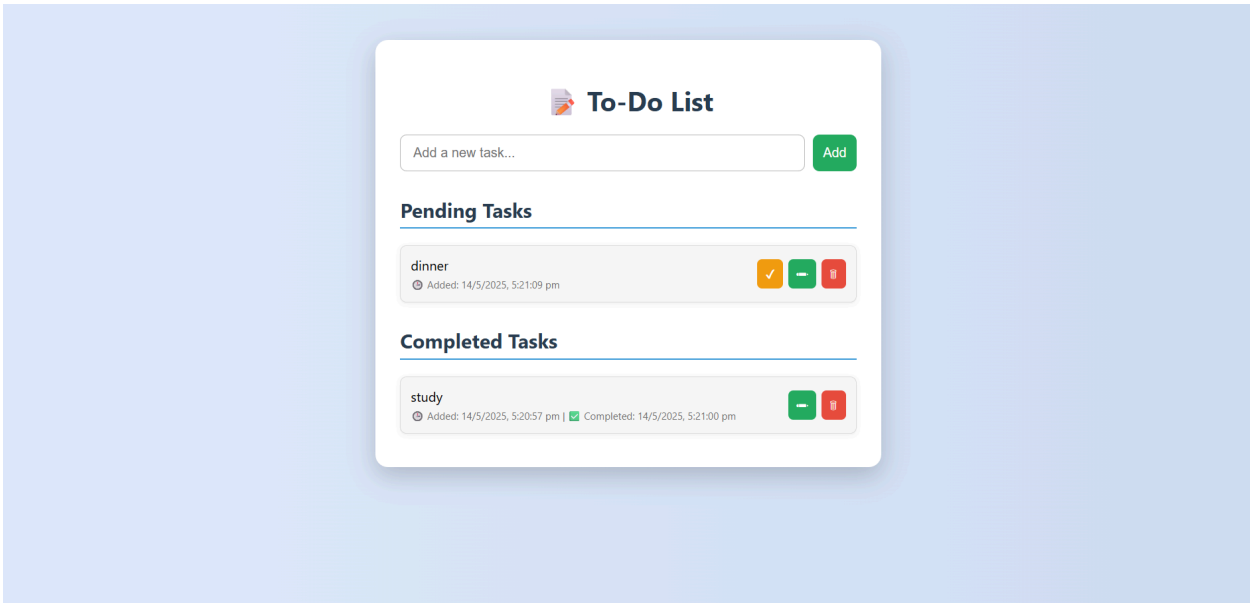 To-Do List
Add a new task...
Add
Pending Tasks
dinner
Added: 14/5/2025, 5:21:09 pm
Completed Tasks
study
Added: 14/5/2025, 5:20:57 pm | ✅ Completed: 14/5/2025, 5:21:00 pm